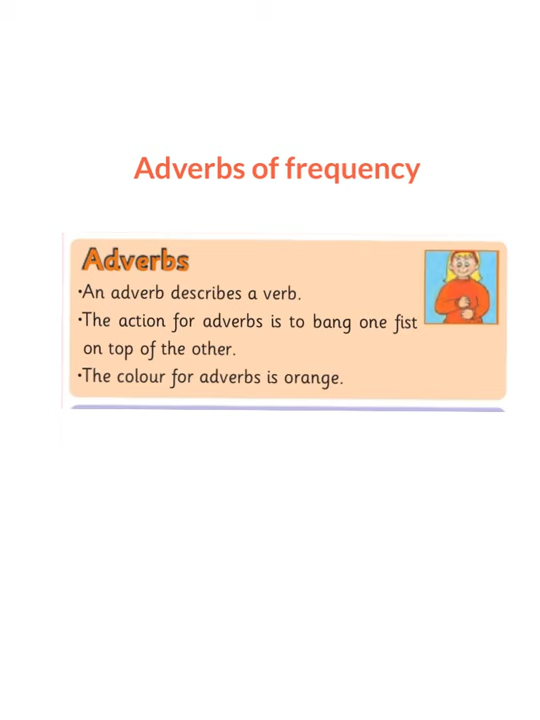 Adverbs of frequency
Adverbs
•An adverb describes a verb.
•The action for adverbs is to bang one fist
on top of the other.
•The colour for adverbs is orange.